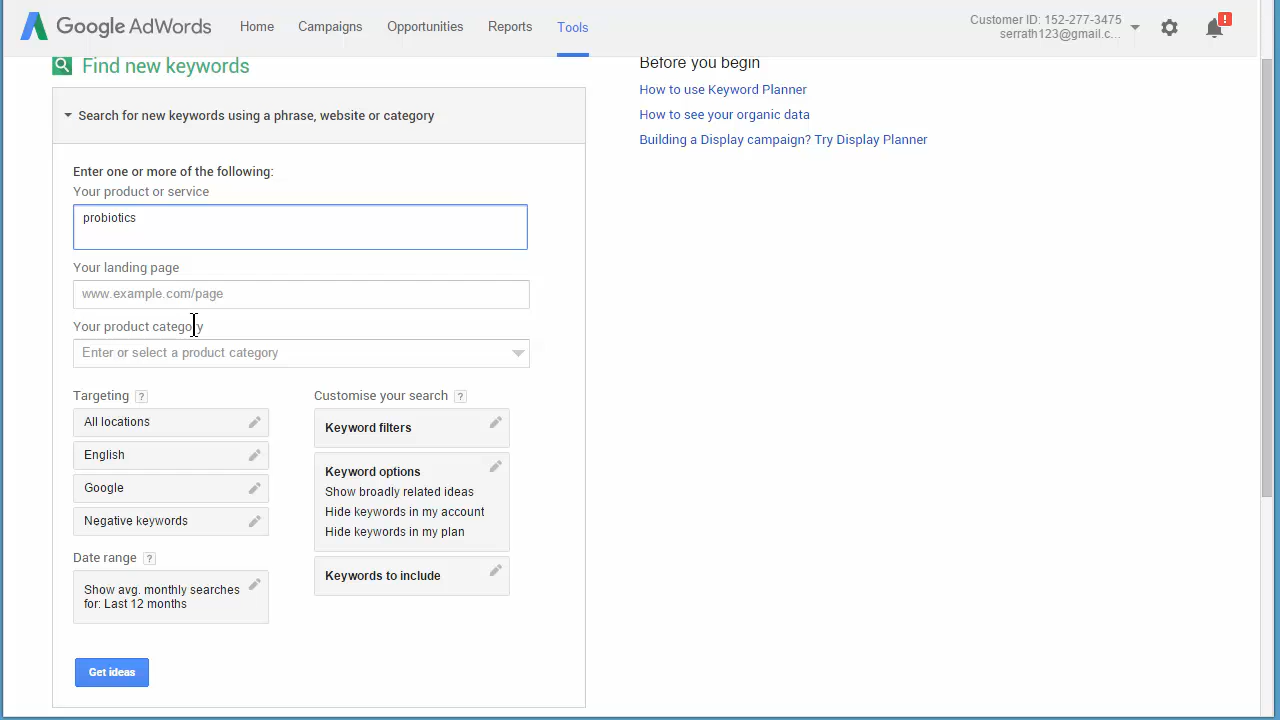 Google AdWords
Home Campaigns Opportunities Reports Tools
Customer ID: 152-277-3475
serrath123@gmail.c...
!
Find new keywords
Search for new keywords using a phrase, website or category
Enter one or more of the following:
Your product or service
probiotics
Your landing page
www.example.com/page
Your product category
Enter or select a product category
Targeting ?
All locations
English
Google
Negative keywords
Date range ?
Show avg. monthly searches
for: Last 12 months
Customise your search ?
Keyword filters
Keyword options
Show broadly related ideas
Hide keywords in my account
Hide keywords in my plan
Keywords to include
Get ideas
Before you begin
How to use Keyword Planner
How to see your organic data
Building a Display campaign? Try Display Planner